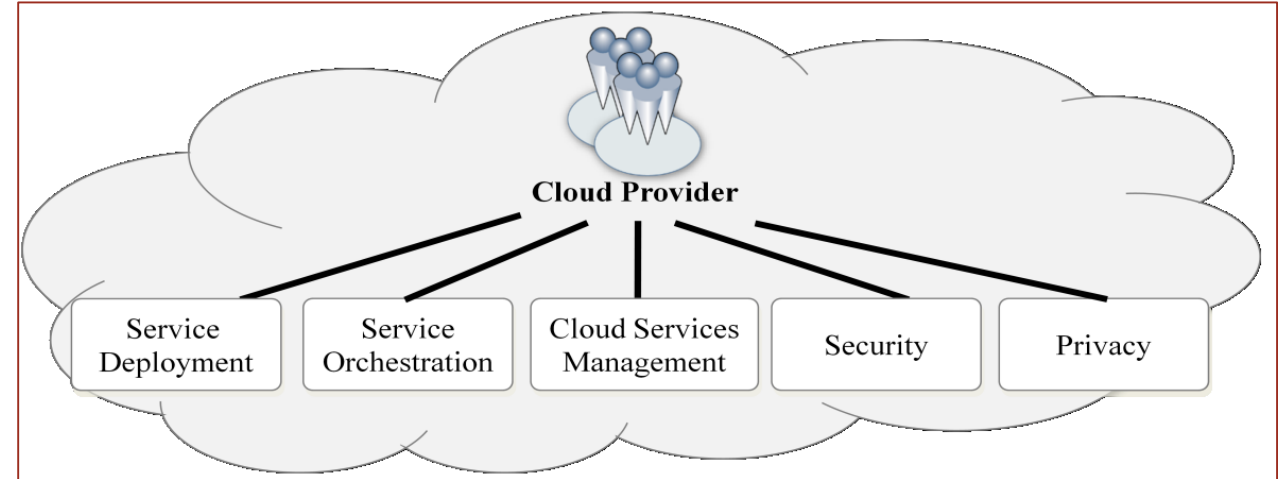 Cloud Provider
Service
Deployment
Service
Orchestration
Cloud Services
Management
Security
Privacy